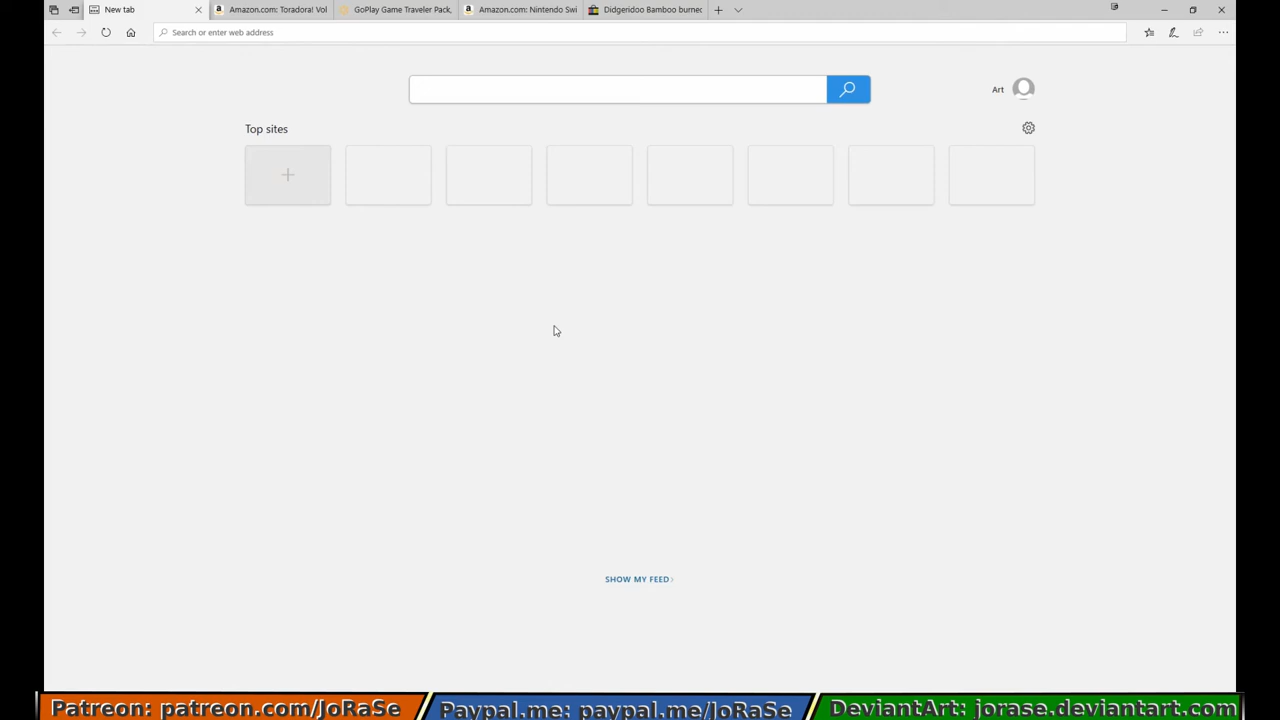 New tab
Amazon.com: Toradora! Vol
GoPlay Game Traveler Pack,
Amazon.com: Nintendo Swi
Didgeridoo Bamboo burned
Search or enter web address
Art
Top sites
SHOW MY FEED
Patreon: patreon.com/JoRaSe
Paypal.me: paypal.me/JoRaSe
DeviantArt: jorase.deviantart.com